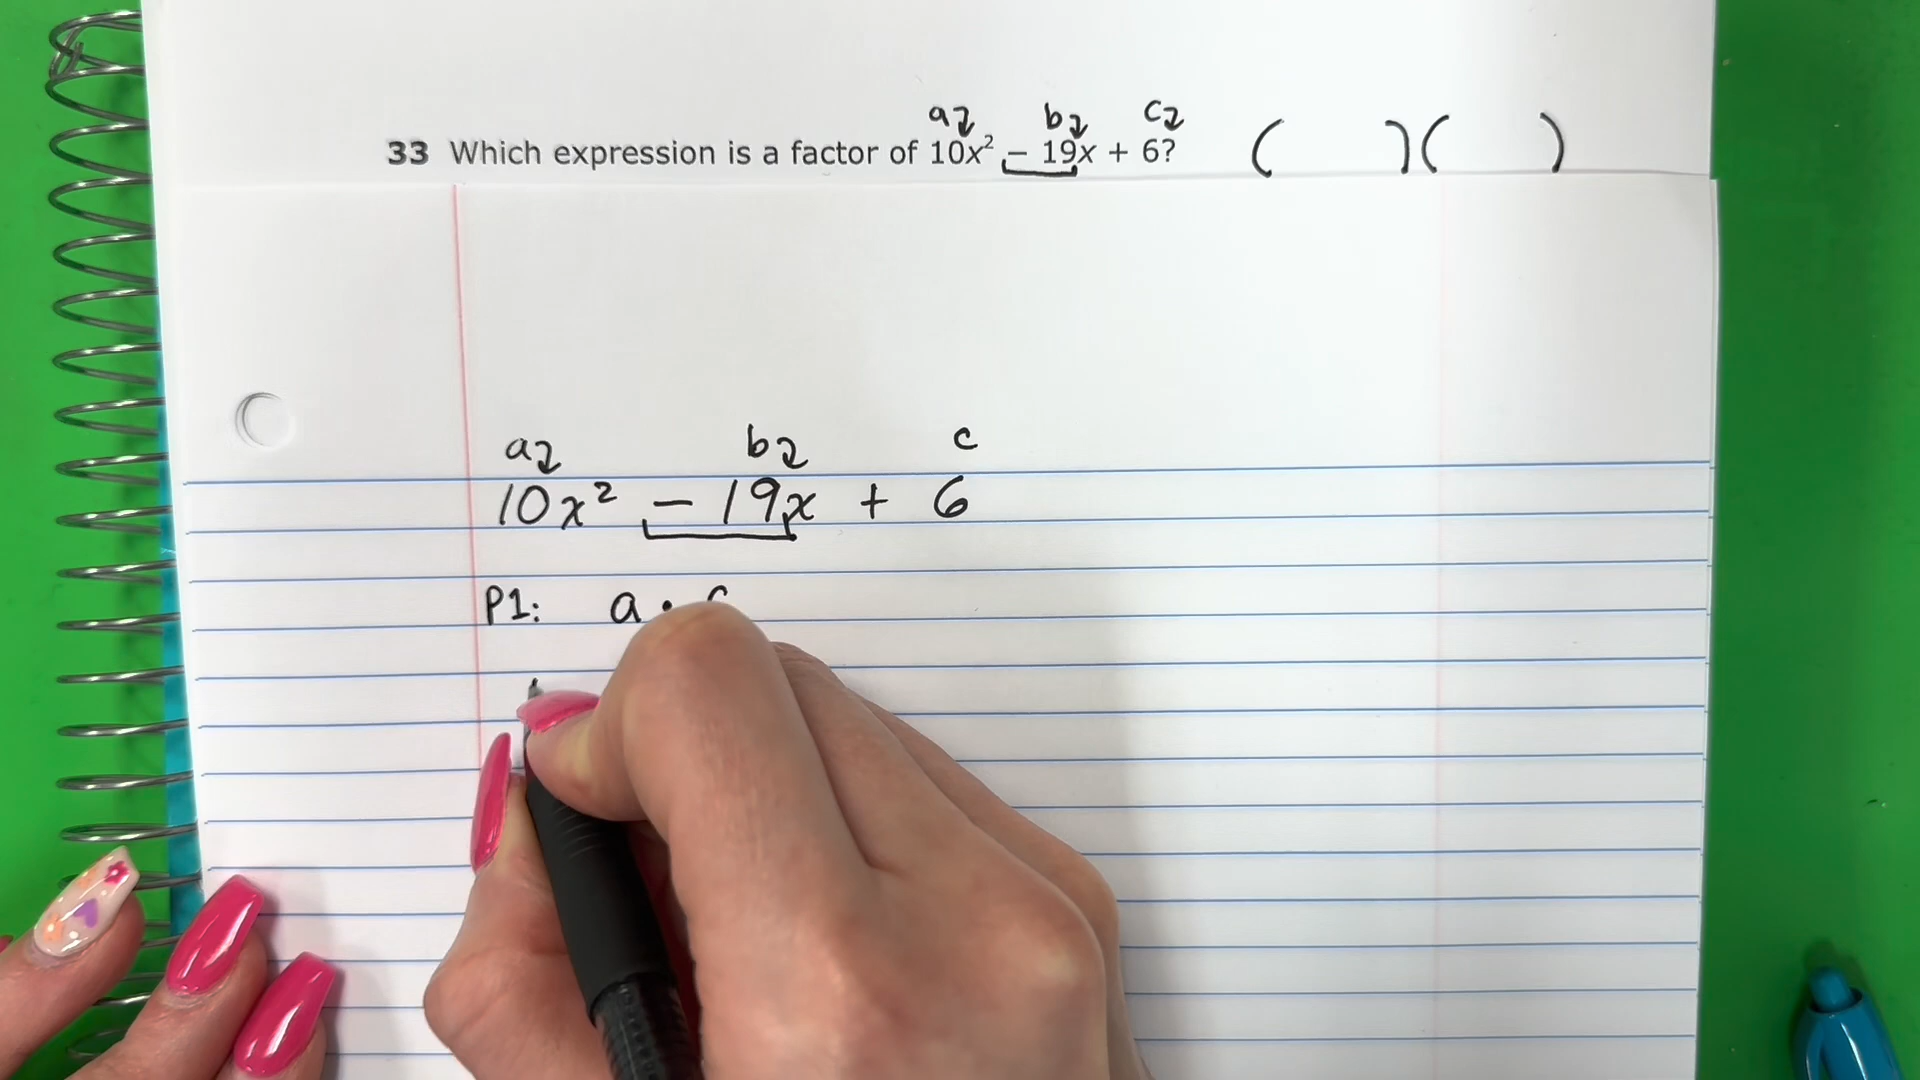 a b c
33 Which expression is a factor of 10x² − 19x + 6? ( )( )
a b c
10x² − 19x + 6
P1: a · c